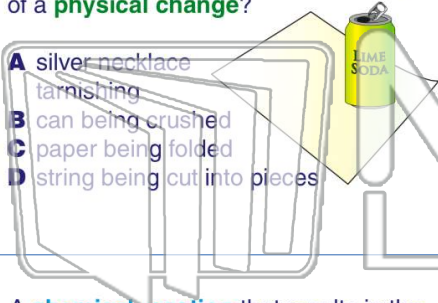 of a physical change?
A silver necklace
tarnishing
B can being crushed
C paper being folded
D string being cut into pieces
LIME
SODA